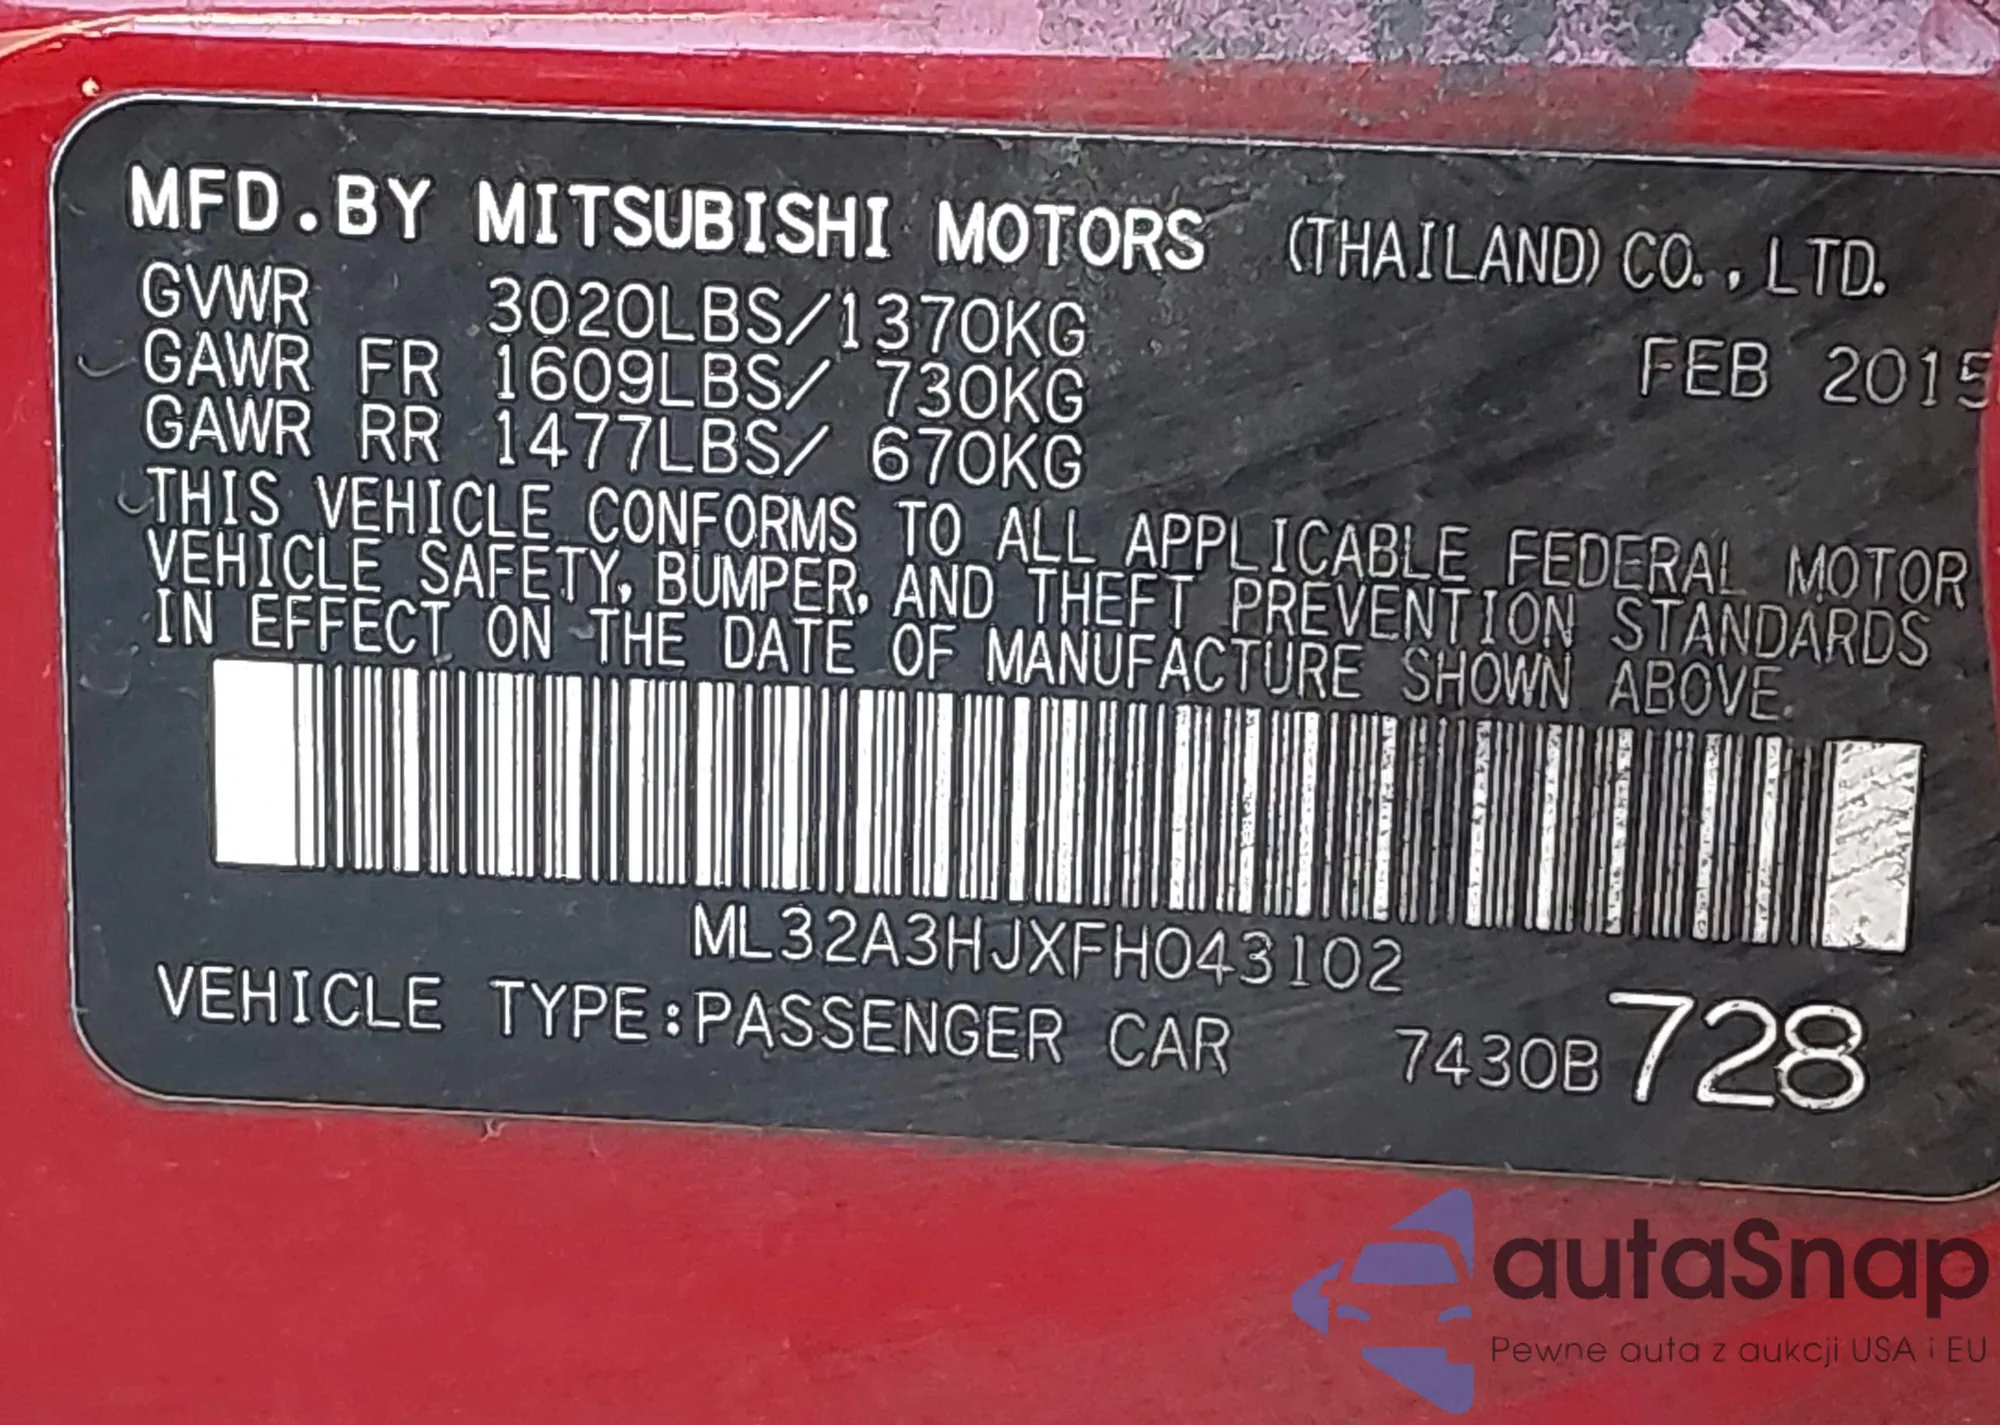 MFD.BY MITSUBISHI MOTORS (THAILAND) CO., LTD.
GVWR 3020LBS/1370KG
GAWR FR 1609LBS/ 730KG FEB 2015
GAWR RR 1477LBS/ 670KG
THIS VEHICLE CONFORMS TO ALL APPLICABLE FEDERAL MOTOR
VEHICLE SAFETY, BUMPER, AND THEFT PREVENTION STANDARDS
IN EFFECT ON THE DATE OF MANUFACTURE SHOWN ABOVE.
ML32A3HJXFH043102
VEHICLE TYPE:PASSENGER CAR 7430B 728
autaSnap
Pewne auta z aukcji USA i EU